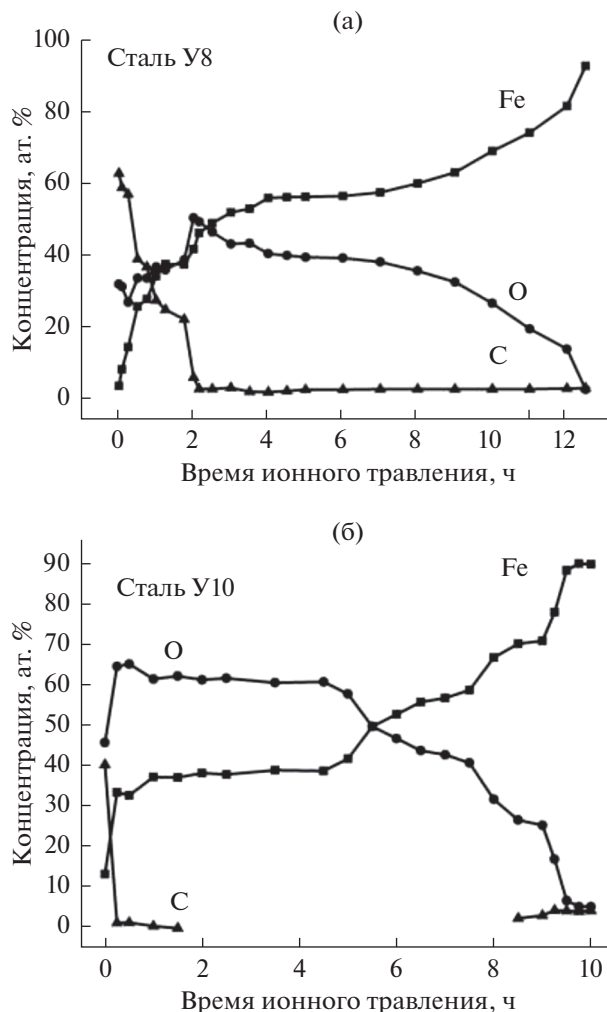 (а)
Сталь У8
Концентрация, ат. %
100
80
60
40
20
0
Fe
O
C
0 2 4 6 8 10 12
Время ионного травления, ч
(б)
Сталь У10
Концентрация, ат. %
90
80
70
60
50
40
30
20
10
0
Fe
O
C
0 2 4 6 8 10
Время ионного травления, ч